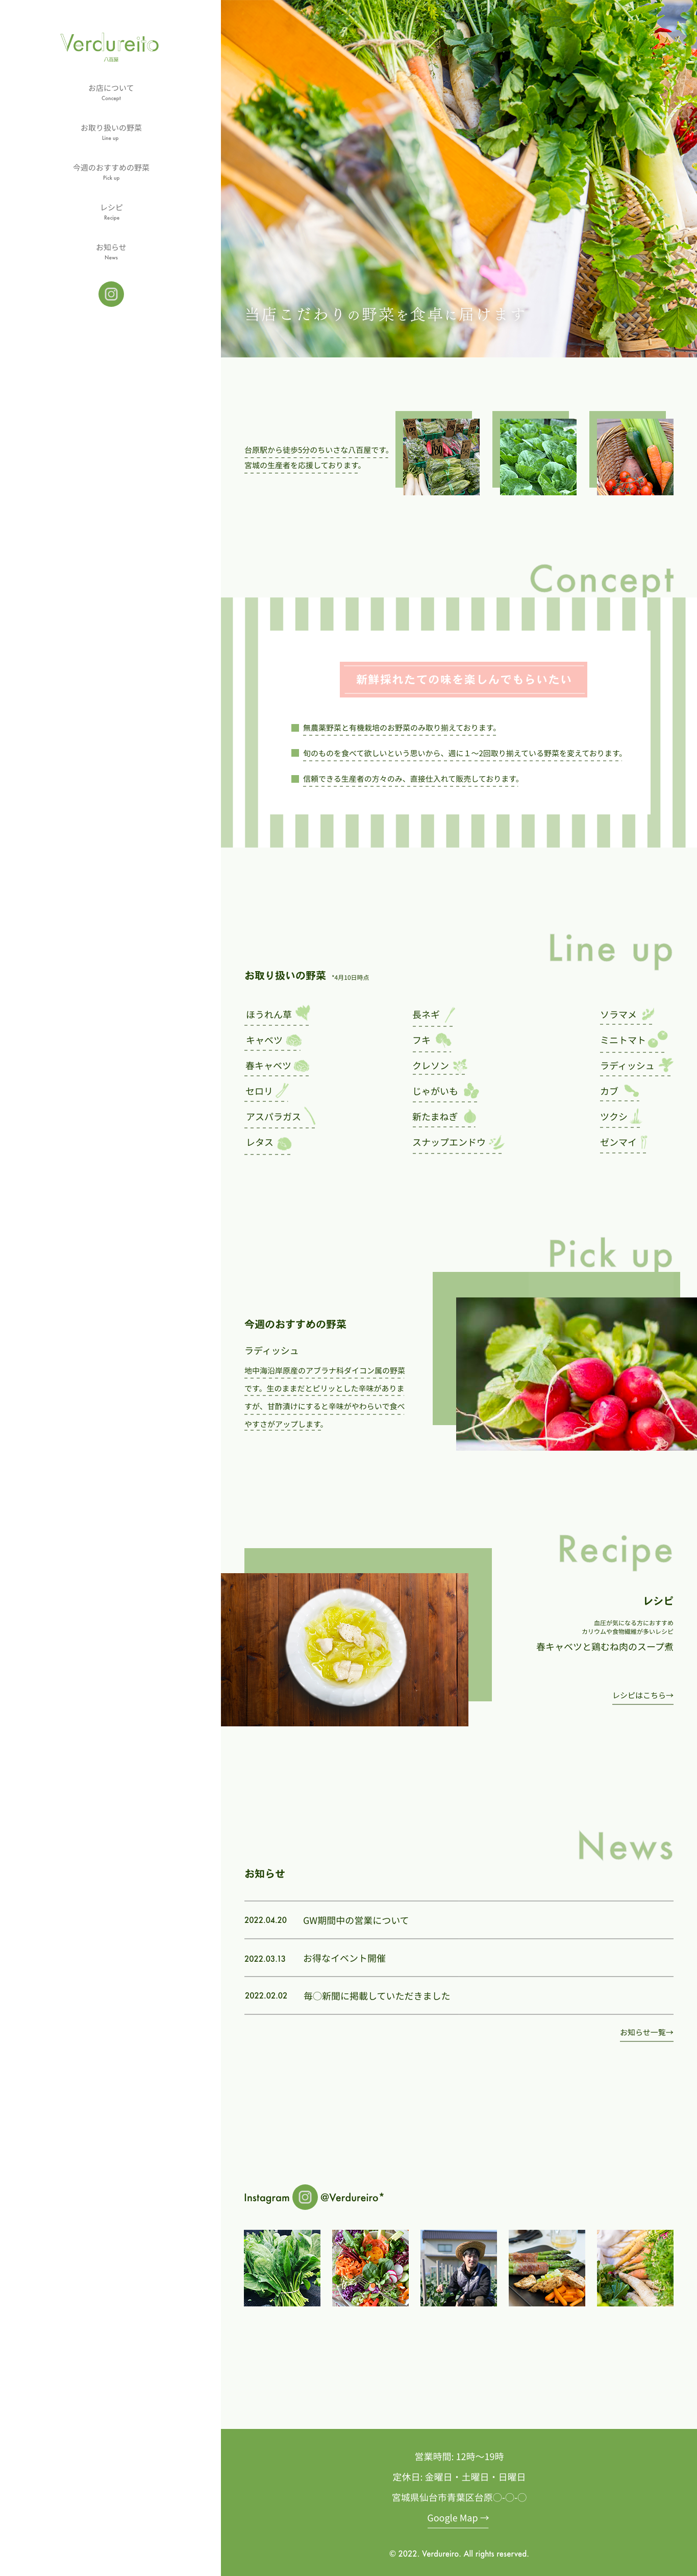 Verdureiro
八百屋
お店について
Concept
お取り扱いの野菜
Line up
今週のおすすめの野菜
Pick up
レシピ
Recipe
お知らせ
News
当店こだわりの野菜を食卓に届けます
台原駅から徒歩5分のちいさな八百屋です。
宮城の生産者を応援しております。
Concept
新鮮採れたての味を楽しんでもらいたい
無農薬野菜と有機栽培のお野菜のみ取り揃えております。
旬のものを食べて欲しいという思いから、週に１〜2回取り揃えている野菜を変えております。
信頼できる生産者の方々のみ、直接仕入れて販売しております。
Line up
お取り扱いの野菜 *4月10日時点
ほうれん草
キャベツ
春キャベツ
セロリ
アスパラガス
レタス
長ネギ
フキ
クレソン
じゃがいも
新たまねぎ
スナップエンドウ
ソラマメ
ミニトマト
ラディッシュ
カブ
ツクシ
ゼンマイ
Pick up
今週のおすすめの野菜
ラディッシュ
地中海沿岸原産のアブラナ科ダイコン属の野菜
です。生のままだとピリッとした辛味がありま
すが、甘酢漬けにすると辛味がやわらいで食べ
やすさがアップします。
Recipe
レシピ
血圧が気になる方におすすめ
カリウムや食物繊維が多いレシピ
春キャベツと鶏むね肉のスープ煮
レシピはこちら→
News
お知らせ
2022.04.20 GW期間中の営業について
2022.03.13 お得なイベント開催
2022.02.02 毎◯新聞に掲載していただきました
お知らせ一覧→
Instagram @Verdureiro*
営業時間: 12時〜19時
定休日: 金曜日・土曜日・日曜日
宮城県仙台市青葉区台原◯-◯-◯
Google Map →
© 2022. Verdureiro. All rights reserved.